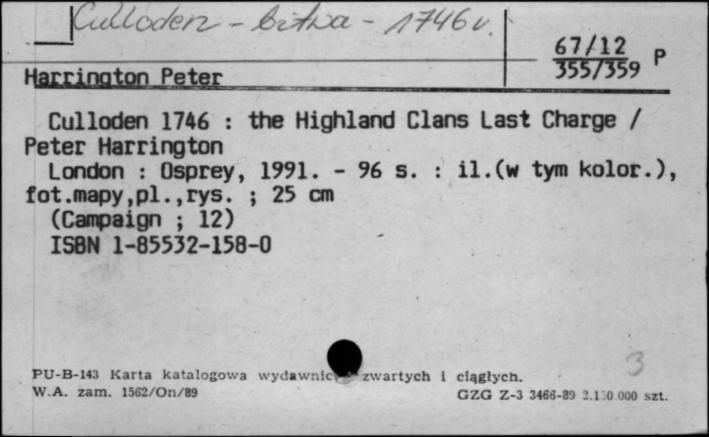 Culloden - bitwa - 1746 r.
67/12
355/359 P
Harrington Peter
Culloden 1746 : the Highland Clans Last Charge /
Peter Harrington
London : Osprey, 1991. - 96 s. : il.(w tym kolor.),
fot.mapy,pl.,rys. ; 25 cm
(Campaign ; 12)
ISBN 1-85532-158-0
3
PU-B-143 Karta katalogowa zwartych i ciągłych.
W.A. zam. 1562/On/89 GZG Z-3 3466-89 szt.